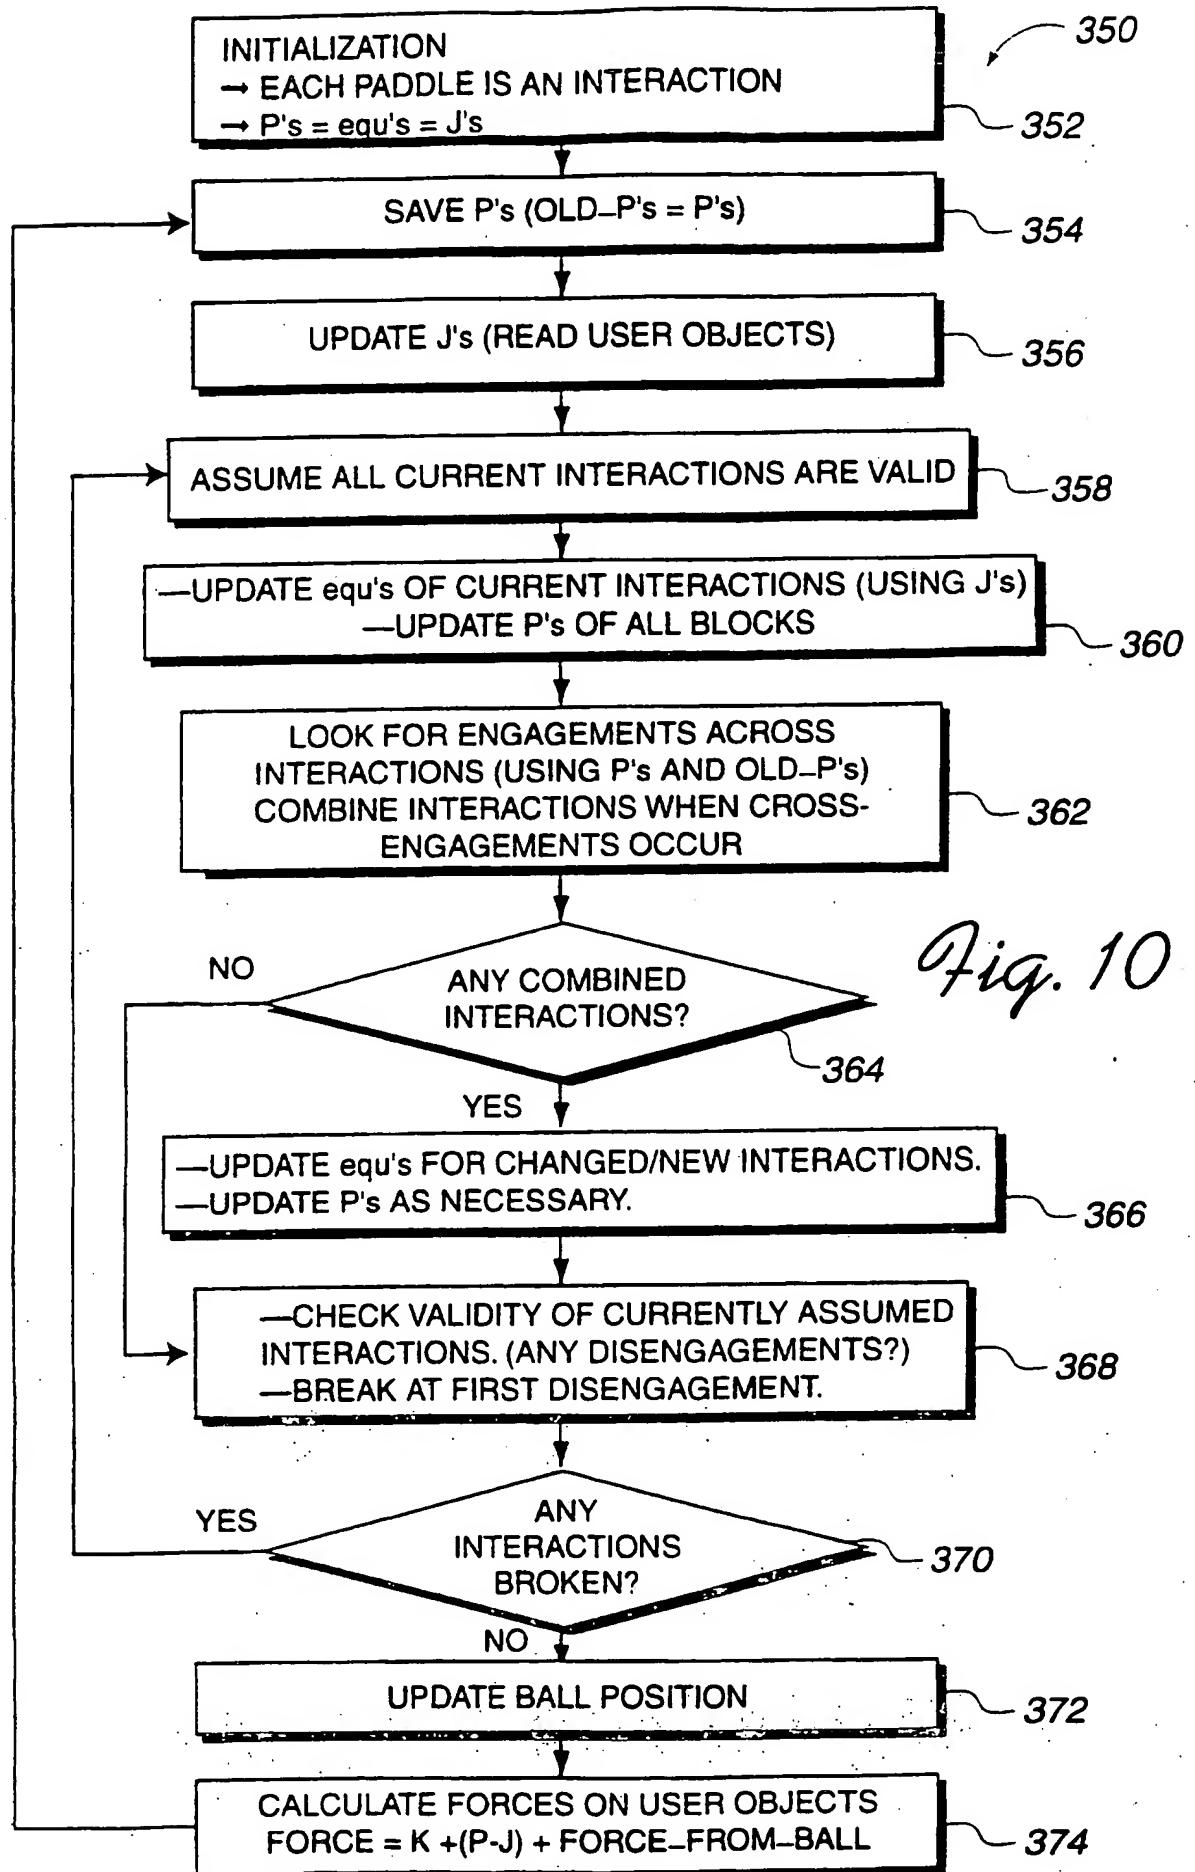 350
INITIALIZATION
→ EACH PADDLE IS AN INTERACTION
→ P's = equ's = J's
352
SAVE P's (OLD–P's = P's)
354
UPDATE J's (READ USER OBJECTS)
356
ASSUME ALL CURRENT INTERACTIONS ARE VALID
358
—UPDATE equ's OF CURRENT INTERACTIONS (USING J's)
—UPDATE P's OF ALL BLOCKS
360
LOOK FOR ENGAGEMENTS ACROSS
INTERACTIONS (USING P's AND OLD–P's)
COMBINE INTERACTIONS WHEN CROSS-
ENGAGEMENTS OCCUR
362
Fig. 10
NO
ANY COMBINED
INTERACTIONS?
364
YES
—UPDATE equ's FOR CHANGED/NEW INTERACTIONS.
—UPDATE P's AS NECESSARY.
366
—CHECK VALIDITY OF CURRENTLY ASSUMED
INTERACTIONS. (ANY DISENGAGEMENTS?)
—BREAK AT FIRST DISENGAGEMENT.
368
YES
ANY
INTERACTIONS
BROKEN?
370
NO
UPDATE BALL POSITION
372
CALCULATE FORCES ON USER OBJECTS
FORCE = K +(P-J) + FORCE–FROM–BALL
374